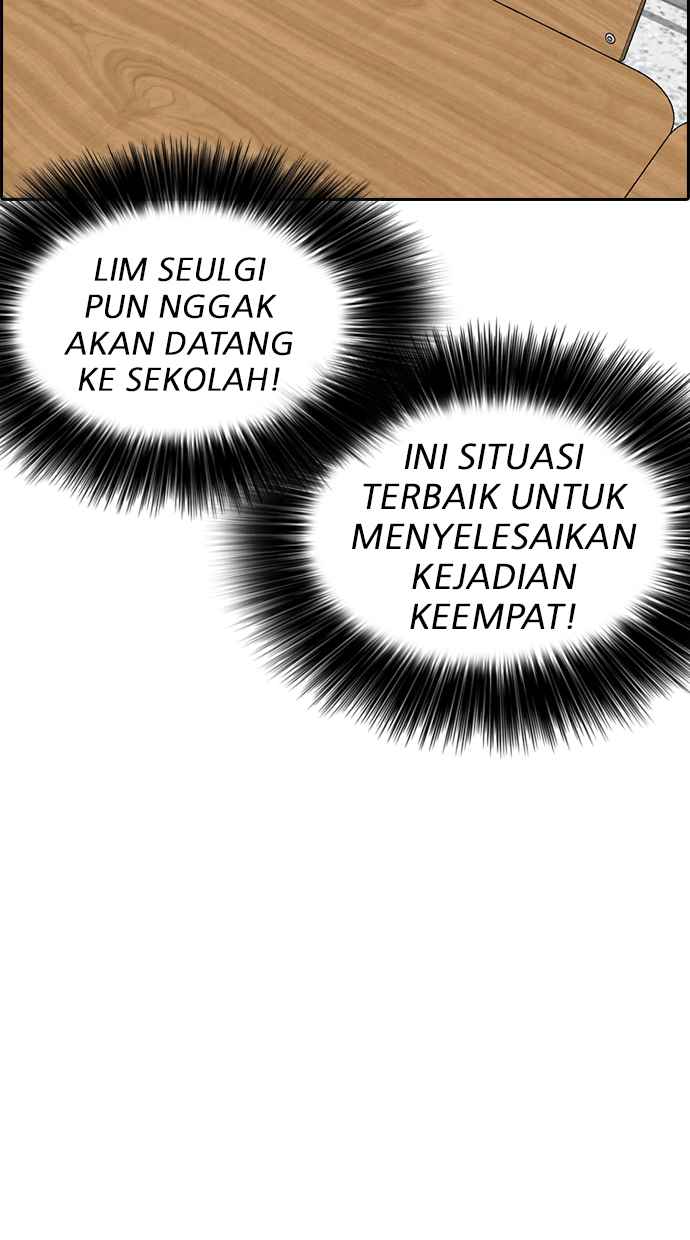 LIM SEULGI
PUN NGGAK
AKAN DATANG
KE SEKOLAH!
INI SITUASI
TERBAIK UNTUK
MENYELESAIKAN
KEJADIAN
KEEMPAT!